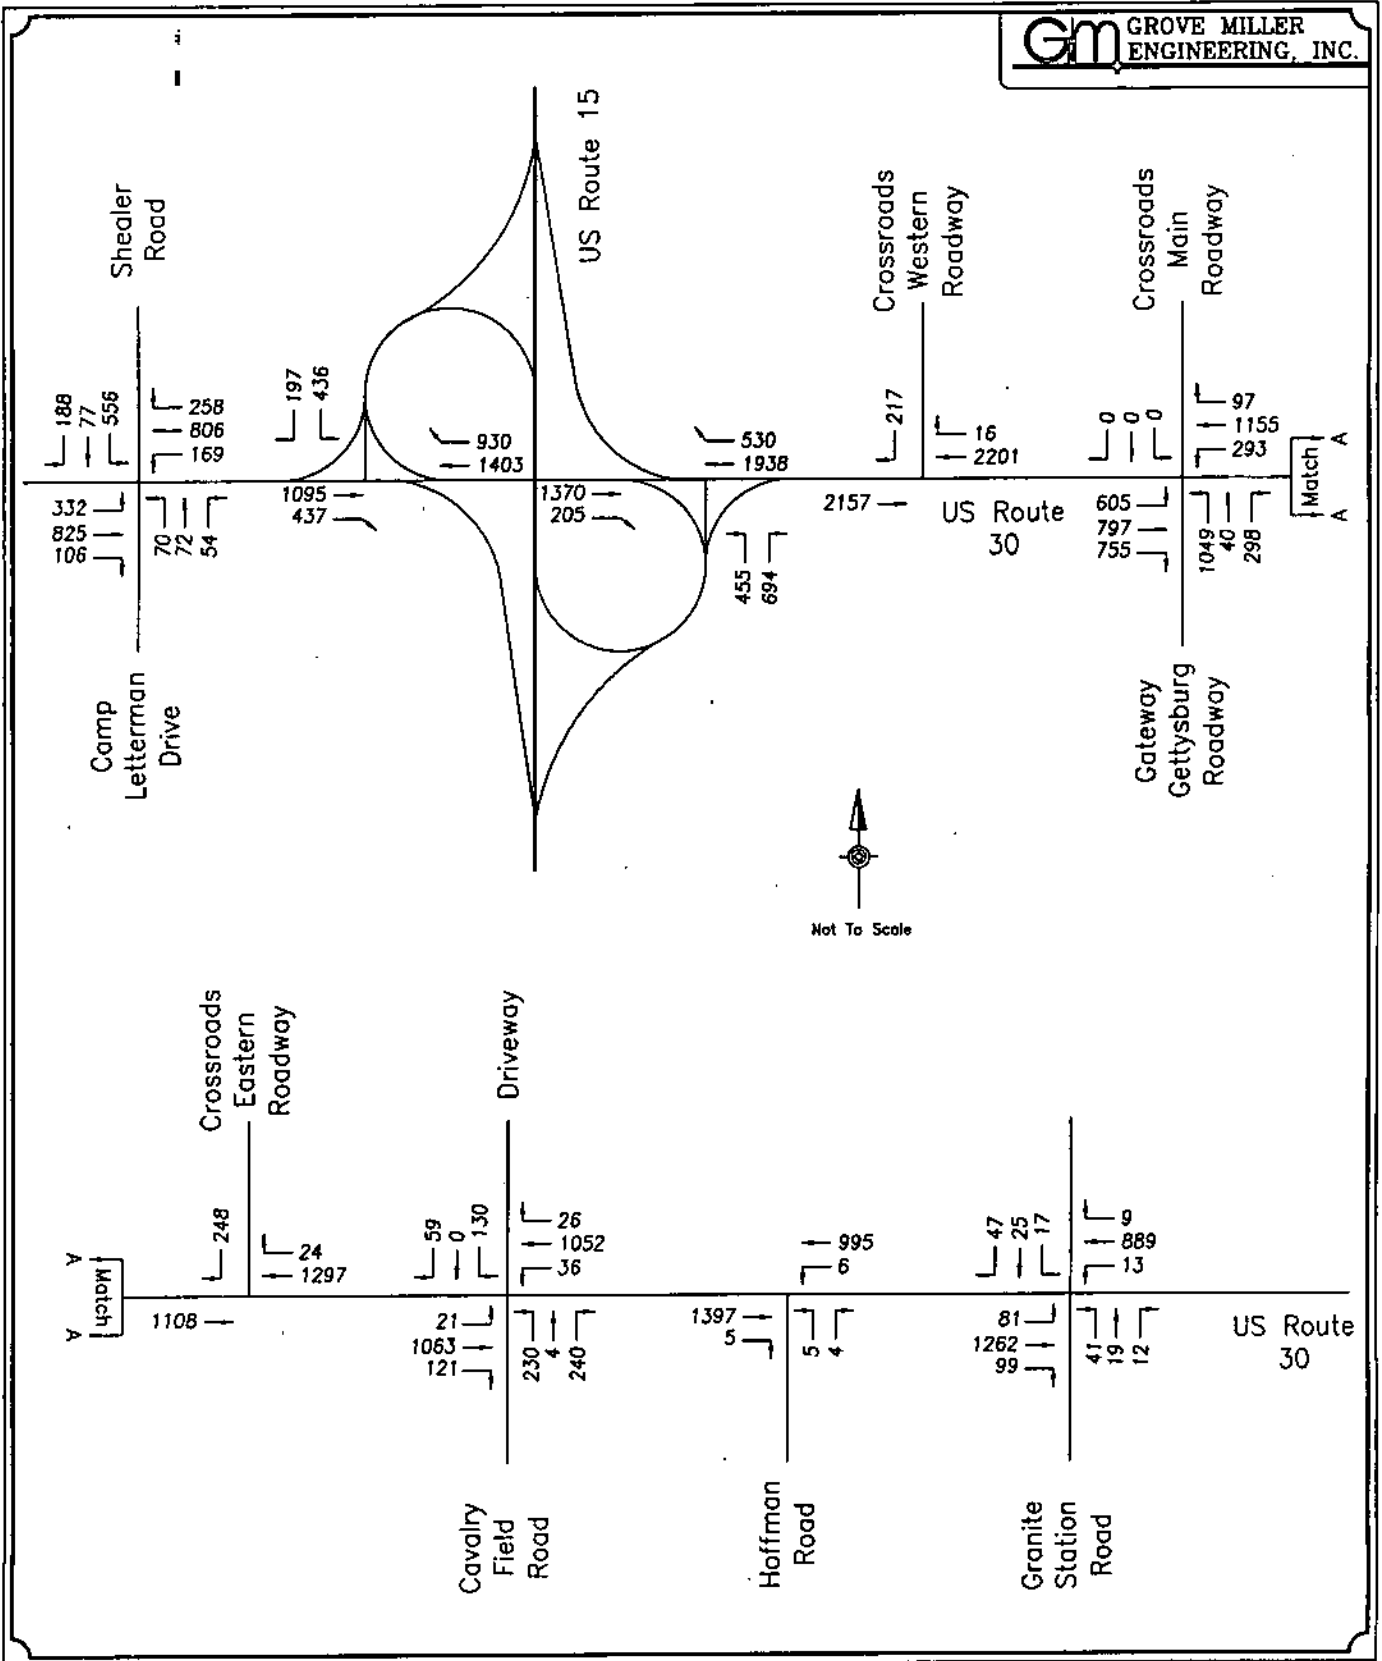 GROVE MILLER
ENGINEERING, INC.
Gm
US Route 15
Shealer
Road
188
77
556
258
806
169
332
825
106
70
72
54
Camp
Letterman
Drive
197
436
930
1403
1095
437
1370
205
530
1938
455
694
Crossroads
Western
Roadway
217
16
2201
2157
US Route
30
Crossroads
Main
Roadway
0
0
0
97
1155
293
605
797
755
1049
40
298
Gateway
Gettysburg
Roadway
A
Match
A
Not To Scale
Crossroads
Eastern
Roadway
A
Match
A
248
24
1297
1108
Driveway
59
0
130
26
1052
36
21
1063
121
230
4
240
Cavalry
Field
Road
995
6
1397
5
5
4
Hoffman
Road
47
25
17
9
889
13
81
1262
99
41
19
12
Granite
Station
Road
US Route
30